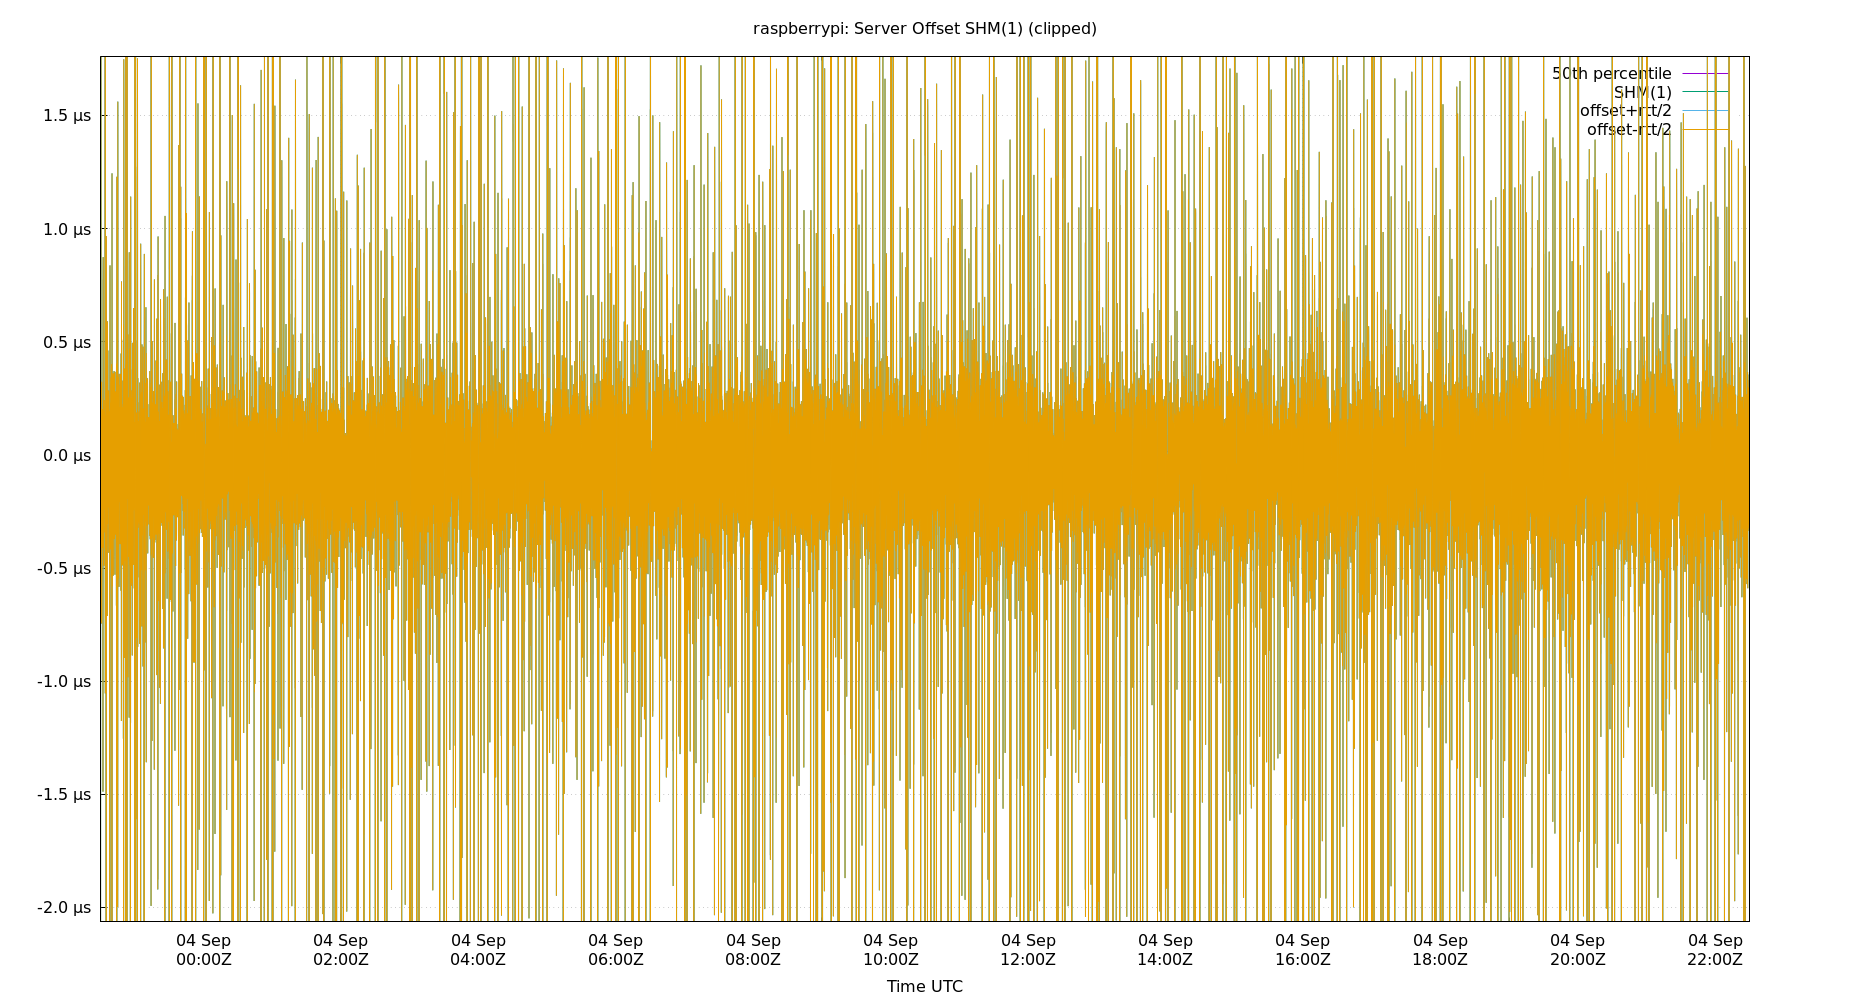 raspberrypi: Server Offset SHM(1) (clipped)
50th percentile
SHM(1)
offset+rtt/2
offset-rtt/2
1.5 µs
1.0 µs
0.5 µs
0.0 µs
-0.5 µs
-1.0 µs
-1.5 µs
-2.0 µs
04 Sep 04 Sep 04 Sep 04 Sep 04 Sep 04 Sep 04 Sep 04 Sep 04 Sep 04 Sep 04 Sep 04 Sep
00:00Z 02:00Z 04:00Z 06:00Z 08:00Z 10:00Z 12:00Z 14:00Z 16:00Z 18:00Z 20:00Z 22:00Z
Time UTC